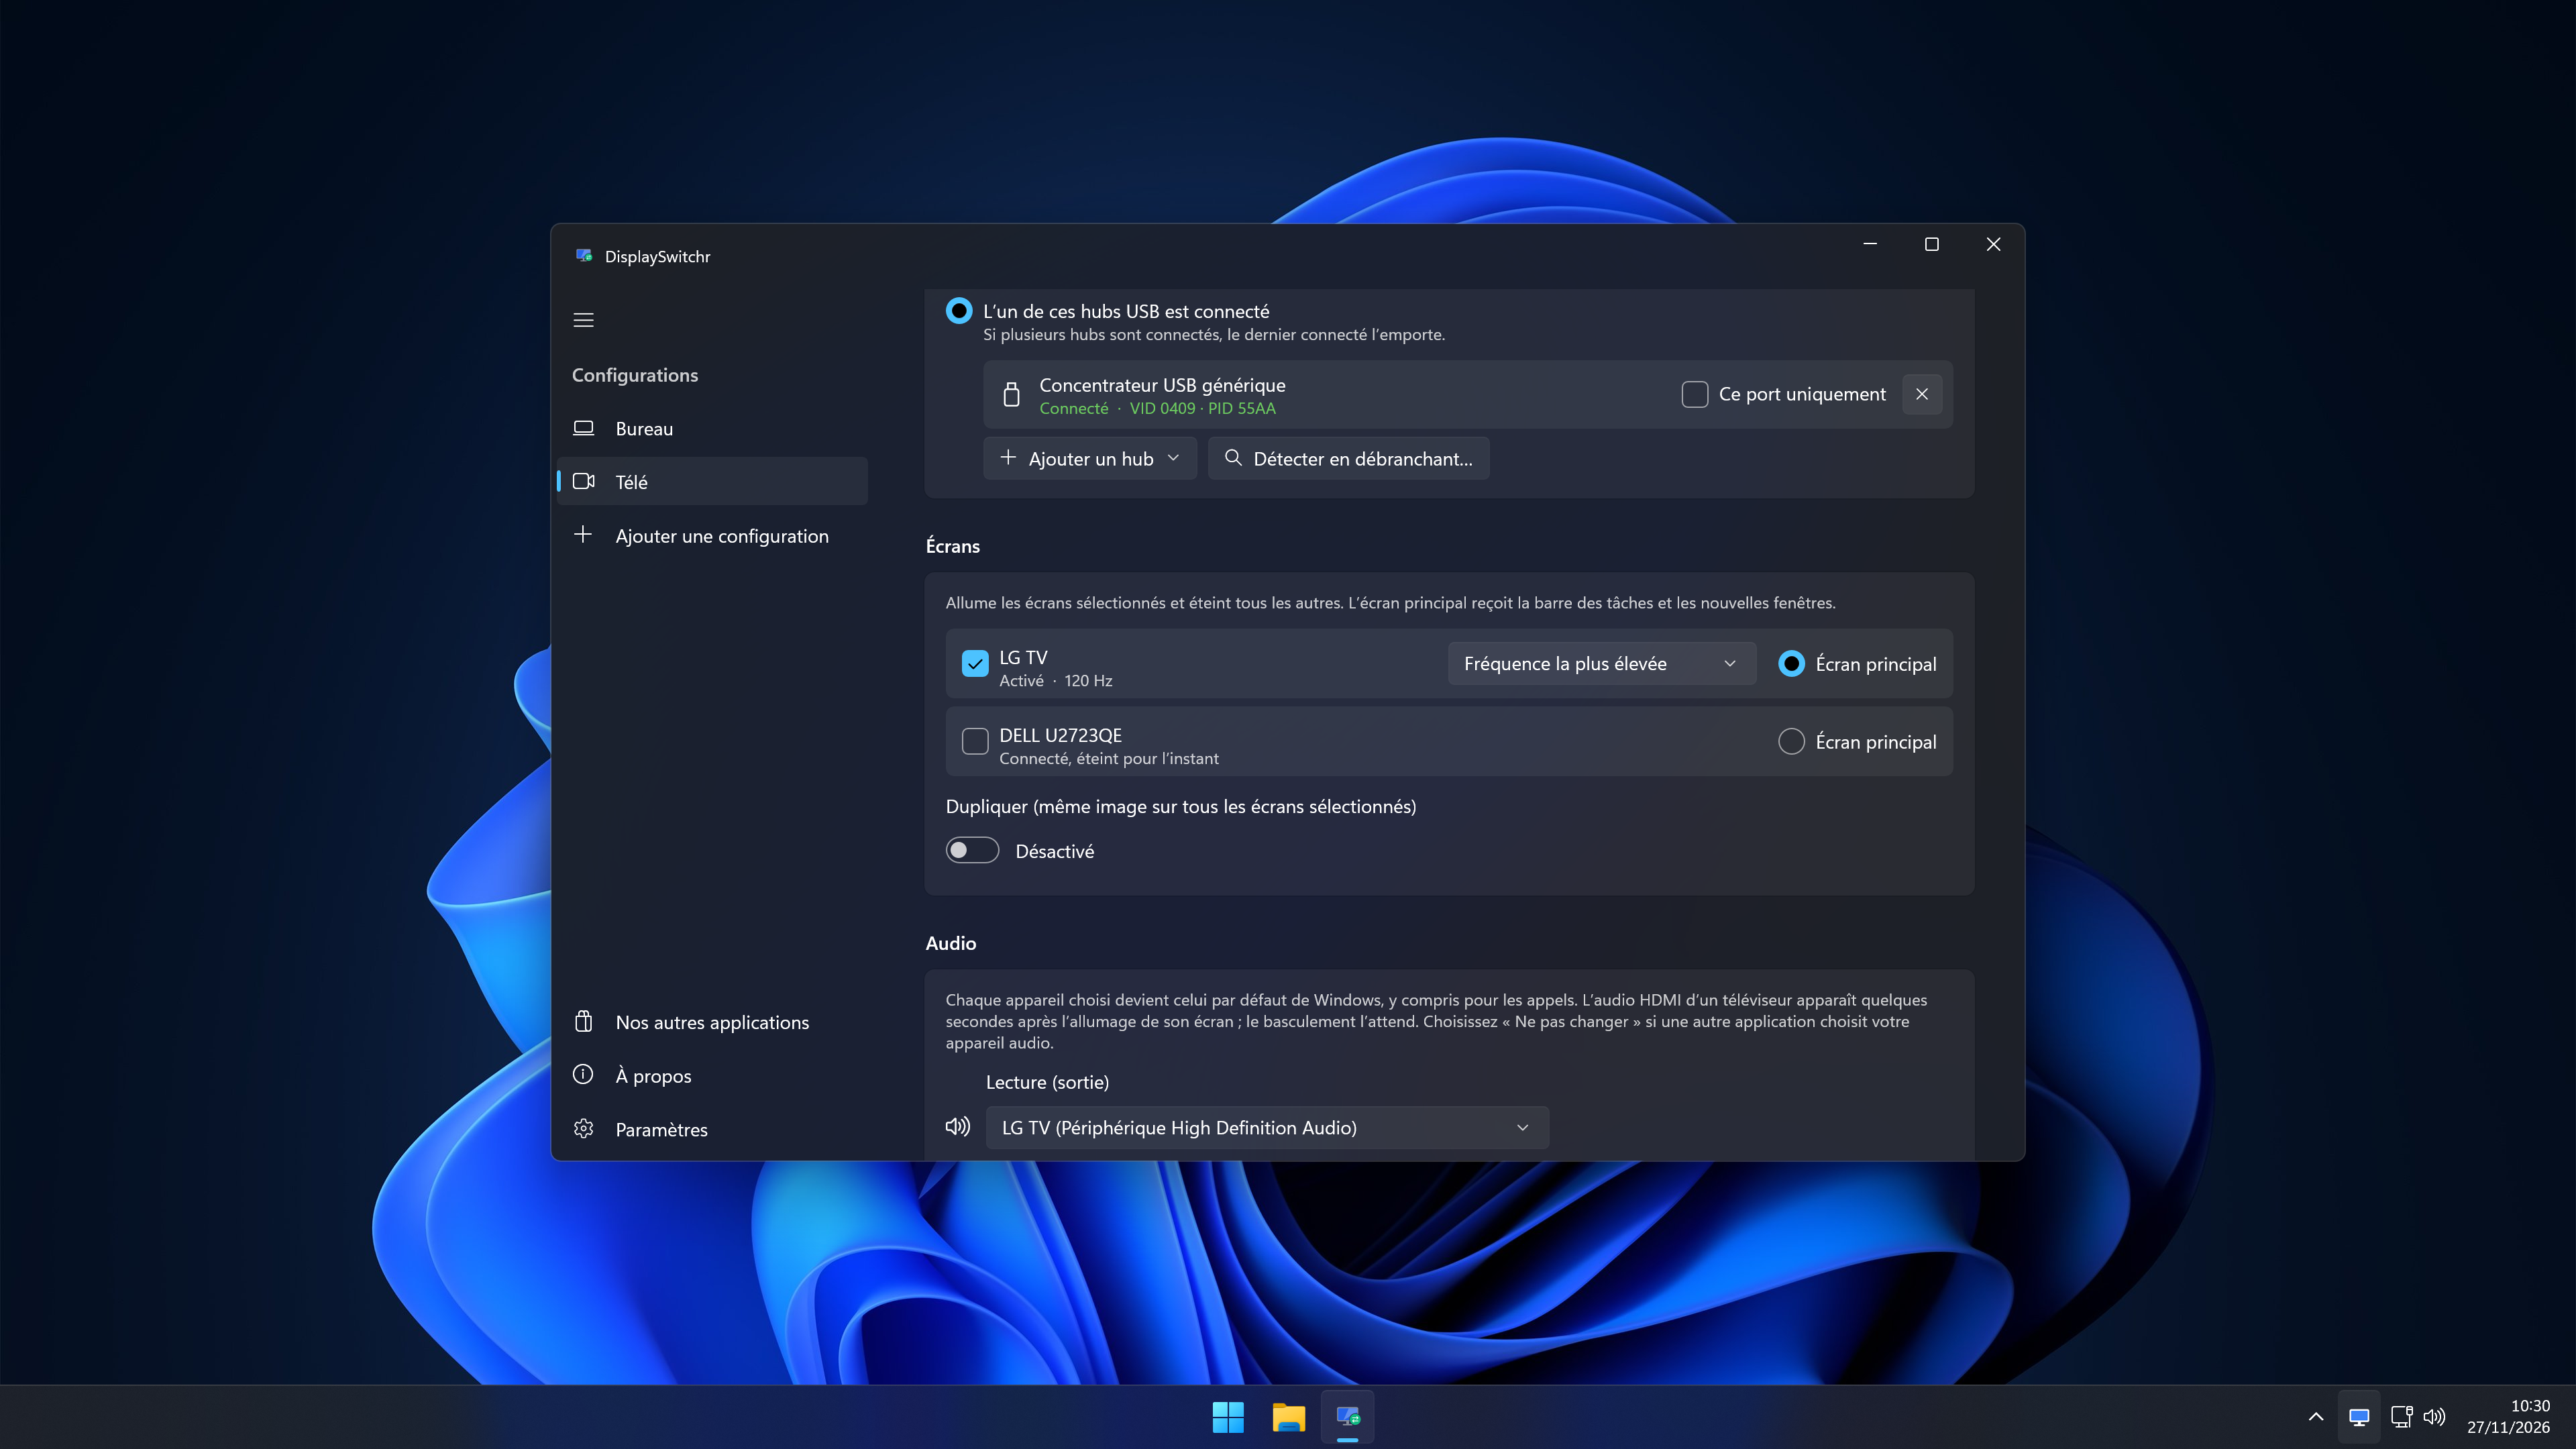 DisplaySwitchr
Configurations
Bureau
Télé
Ajouter une configuration
Nos autres applications
À propos
Paramètres
L'un de ces hubs USB est connecté
Si plusieurs hubs sont connectés, le dernier connecté l'emporte.
Concentrateur USB générique
Connecté · VID 0409 · PID 55AA
Ce port uniquement
Ajouter un hub
Détecter en débranchant...
Écrans
Allume les écrans sélectionnés et éteint tous les autres. L'écran principal reçoit la barre des tâches et les nouvelles fenêtres.
LG TV
Activé · 120 Hz
Fréquence la plus élevée
Écran principal
DELL U2723QE
Connecté, éteint pour l'instant
Écran principal
Dupliquer (même image sur tous les écrans sélectionnés)
Désactivé
Audio
Chaque appareil choisi devient celui par défaut de Windows, y compris pour les appels. L'audio HDMI d'un téléviseur apparaît quelques
secondes après l'allumage de son écran ; le basculement l'attend. Choisissez « Ne pas changer » si une autre application choisit votre
appareil audio.
Lecture (sortie)
LG TV (Périphérique High Definition Audio)
10:30
27/11/2026